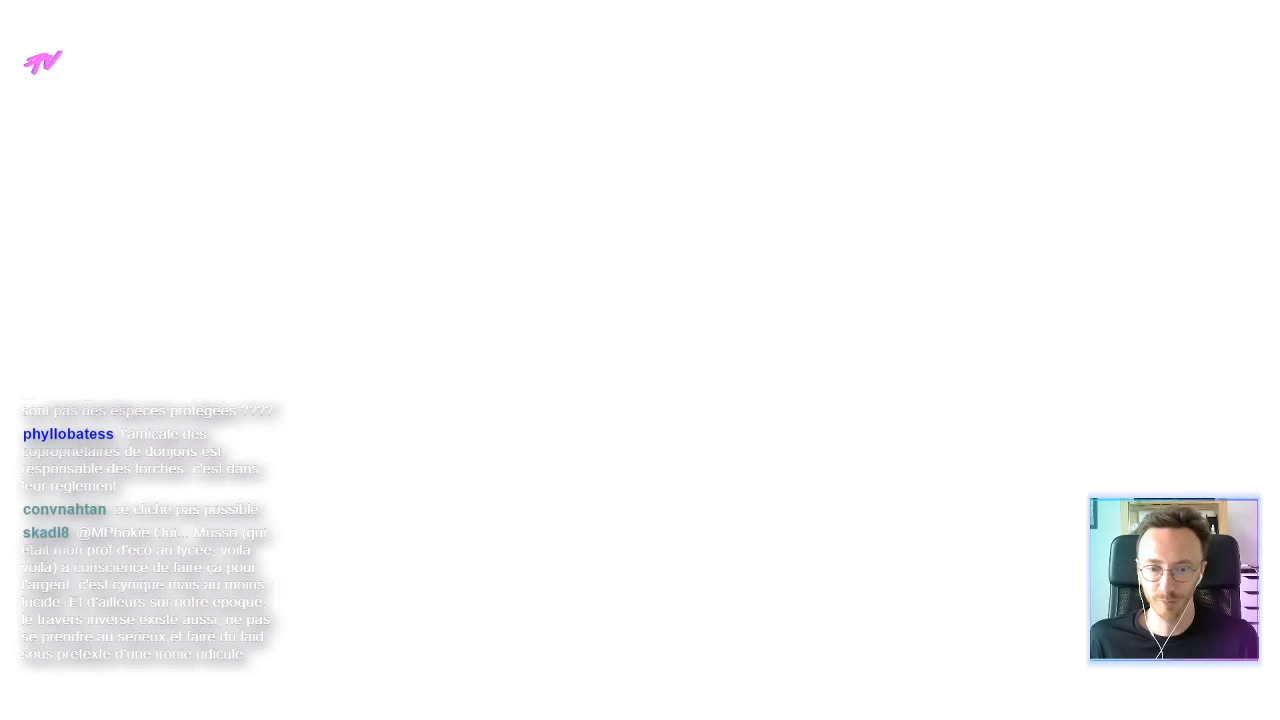 TV
sont pas des espèces protégées ????
phyllobatess l'amicale des
copropriétaires de donjons est
responsable des torches. c'est dans
leur règlement
convnahtan ce cliché pas possible
skadl8 @MPhokie Oui... Musso (qui
était mon prof d'éco au lycée, voilà
voilà) a conscience de faire ça pour
l'argent, c'est cynique mais au moins
lucide. Et d'ailleurs sur notre époque,
le travers inverse existe aussi, ne pas
se prendre au sérieux et faire du laid
sous prétexte d'une ironie ridicule